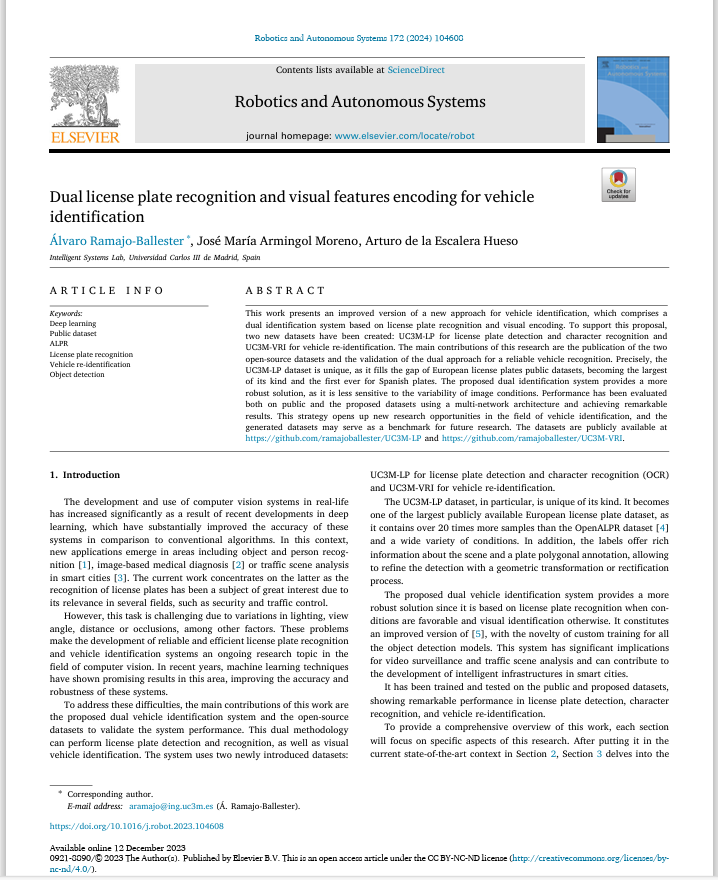 Robotics and Autonomous Systems 172 (2024) 104608
Contents lists available at ScienceDirect
Robotics and Autonomous Systems
journal homepage: www.elsevier.com/locate/robot
ELSEVIER
Robotics and
Autonomous Systems
Check for
updates
Dual license plate recognition and visual features encoding for vehicle
identification
Álvaro Ramajo-Ballester *, José María Armingol Moreno, Arturo de la Escalera Hueso
Intelligent Systems Lab, Universidad Carlos III de Madrid, Spain
ARTICLE INFO
Keywords:
Deep learning
Public dataset
ALPR
License plate recognition
Vehicle re-identification
Object detection
ABSTRACT
This work presents an improved version of a new approach for vehicle identification, which comprises a
dual identification system based on license plate recognition and visual encoding. To support this proposal,
two new datasets have been created: UC3M-LP for license plate detection and character recognition and
UC3M-VRI for vehicle re-identification. The main contributions of this research are the publication of the two
open-source datasets and the validation of the dual approach for a reliable vehicle recognition. Precisely, the
UC3M-LP dataset is unique, as it fills the gap of European license plates public datasets, becoming the largest
of its kind and the first ever for Spanish plates. The proposed dual identification system provides a more
robust solution, as it is less sensitive to the variability of image conditions. Performance has been evaluated
both on public and the proposed datasets using a multi-network architecture and achieving remarkable
results. This strategy opens up new research opportunities in the field of vehicle identification, and the
generated datasets may serve as a benchmark for future research. The datasets are publicly available at
https://github.com/ramajoballester/UC3M-LP and https://github.com/ramajoballester/UC3M-VRI.
1. Introduction
The development and use of computer vision systems in real-life
has increased significantly as a result of recent developments in deep
learning, which have substantially improved the accuracy of these
systems in comparison to conventional algorithms. In this context,
new applications emerge in areas including object and person recog-
nition [1], image-based medical diagnosis [2] or traffic scene analysis
in smart cities [3]. The current work concentrates on the latter as the
recognition of license plates has been a subject of great interest due to
its relevance in several fields, such as security and traffic control.
However, this task is challenging due to variations in lighting, view
angle, distance or occlusions, among other factors. These problems
make the development of reliable and efficient license plate recognition
and vehicle identification systems an ongoing research topic in the
field of computer vision. In recent years, machine learning techniques
have shown promising results in this area, improving the accuracy and
robustness of these systems.
To address these difficulties, the main contributions of this work are
the proposed dual vehicle identification system and the open-source
datasets to validate the system performance. This dual methodology
can perform license plate detection and recognition, as well as visual
vehicle identification. The system uses two newly introduced datasets:
UC3M-LP for license plate detection and character recognition (OCR)
and UC3M-VRI for vehicle re-identification.
The UC3M-LP dataset, in particular, is unique of its kind. It becomes
one of the largest publicly available European license plate dataset, as
it contains over 20 times more samples than the OpenALPR dataset [4]
and a wide variety of conditions. In addition, the labels offer rich
information about the scene and a plate polygonal annotation, allowing
to refine the detection with a geometric transformation or rectification
process.
The proposed dual vehicle identification system provides a more
robust solution since it is based on license plate recognition when con-
ditions are favorable and visual identification otherwise. It constitutes
an improved version of [5], with the novelty of custom training for all
the object detection models. This system has significant implications
for video surveillance and traffic scene analysis and can contribute to
the development of intelligent infrastructures in smart cities.
It has been trained and tested on the public and proposed datasets,
showing remarkable performance in license plate detection, character
recognition, and vehicle re-identification.
To provide a comprehensive overview of this work, each section
will focus on specific aspects of this research. After putting it in the
current state-of-the-art context in Section 2, Section 3 delves into the
* Corresponding author.
E-mail address: aramajo@ing.uc3m.es (Á. Ramajo-Ballester).
https://doi.org/10.1016/j.robot.2023.104608
Available online 12 December 2023
0921-8890/© 2023 The Author(s). Published by Elsevier B.V. This is an open access article under the CC BY-NC-ND license (http://creativecommons.org/licenses/by-
nc-nd/4.0/).